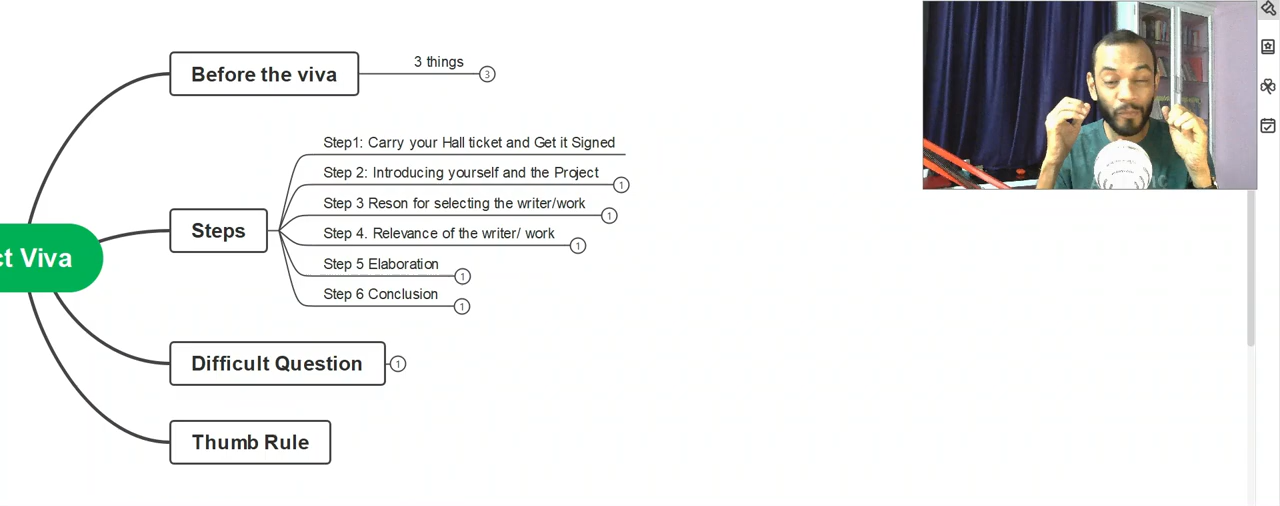 Before the viva
3 things
3
Step1: Carry your Hall ticket and Get it Signed
Step 2: Introducing yourself and the Project
1
Step 3 Reson for selecting the writer/work
1
Steps
Step 4. Relevance of the writer/ work
1
ct Viva
Step 5 Elaboration
1
Step 6 Conclusion
1
Difficult Question
1
Thumb Rule